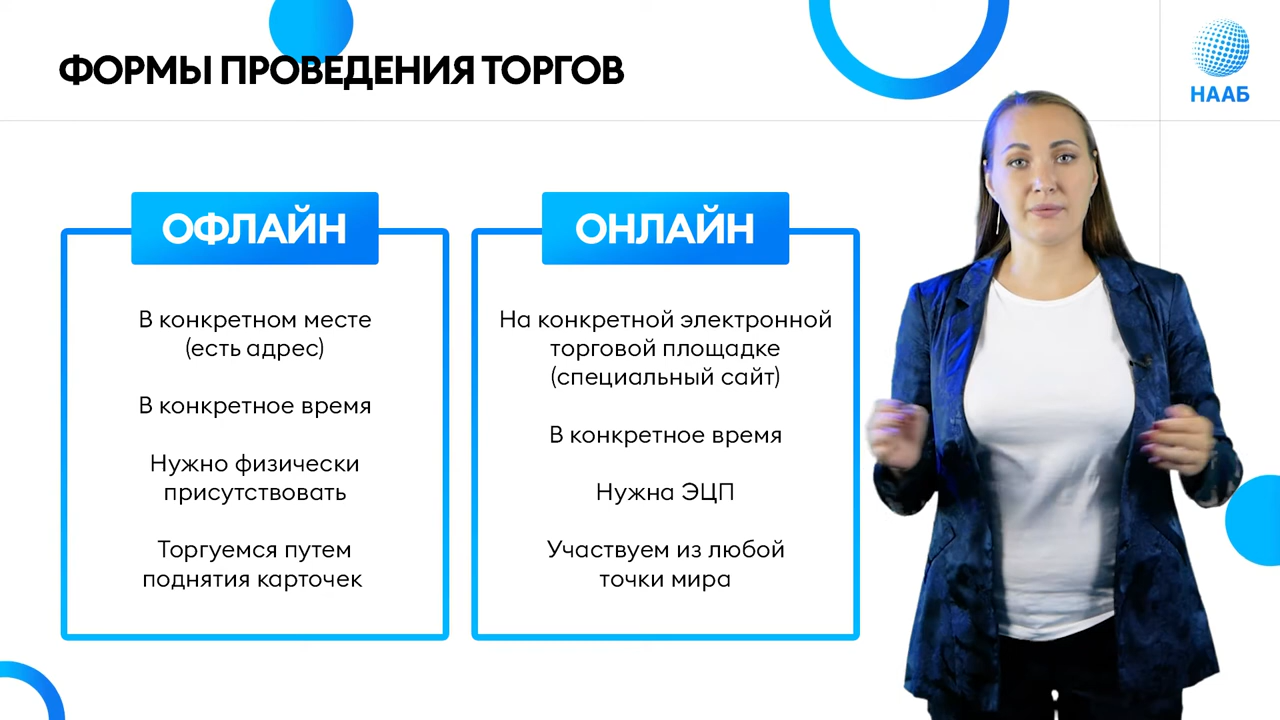 ФОРМЫ ПРОВЕДЕНИЯ ТОРГОВ
НААБ
ОФЛАЙН
В конкретном месте
(есть адрес)
В конкретное время
Нужно физически
присутствовать
Торгуемся путем
поднятия карточек
ОНЛАЙН
На конкретной электронной
торговой площадке
(специальный сайт)
В конкретное время
Нужна ЭЦП
Участвуем из любой
точки мира